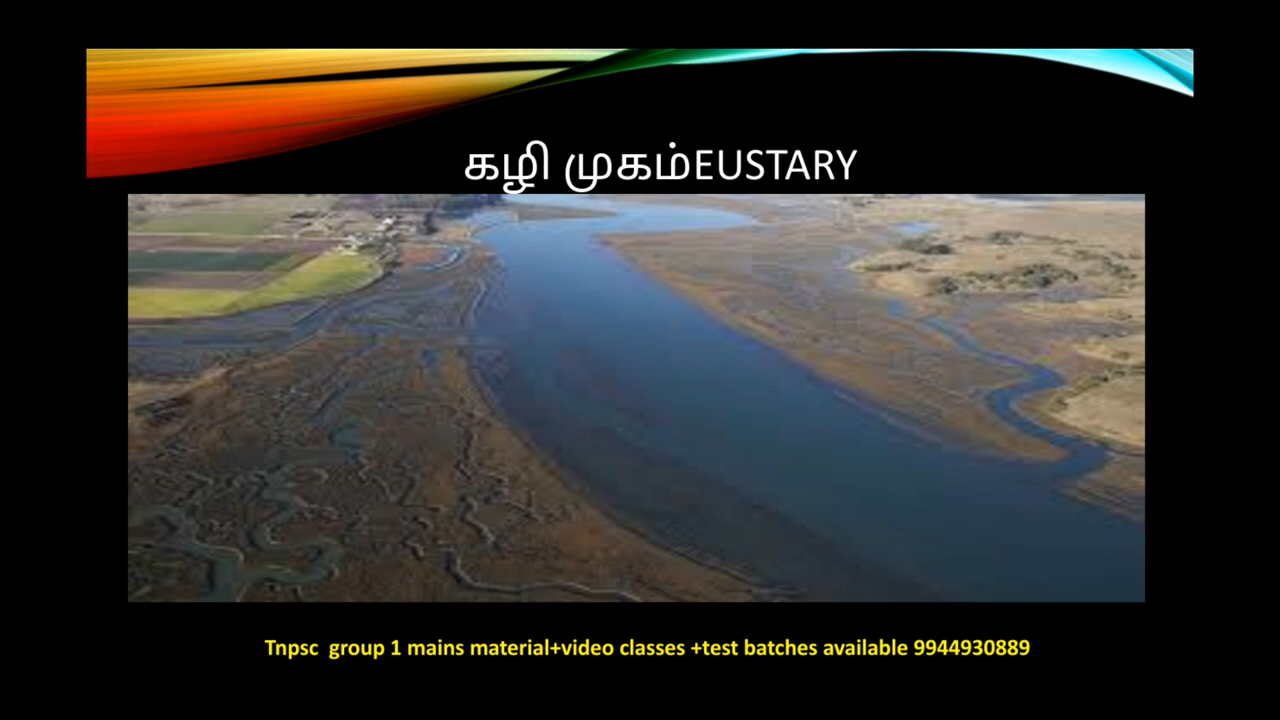 கழி முகம்EUSTARY
Tnpsc group 1 mains material+video classes +test batches available 9944930889